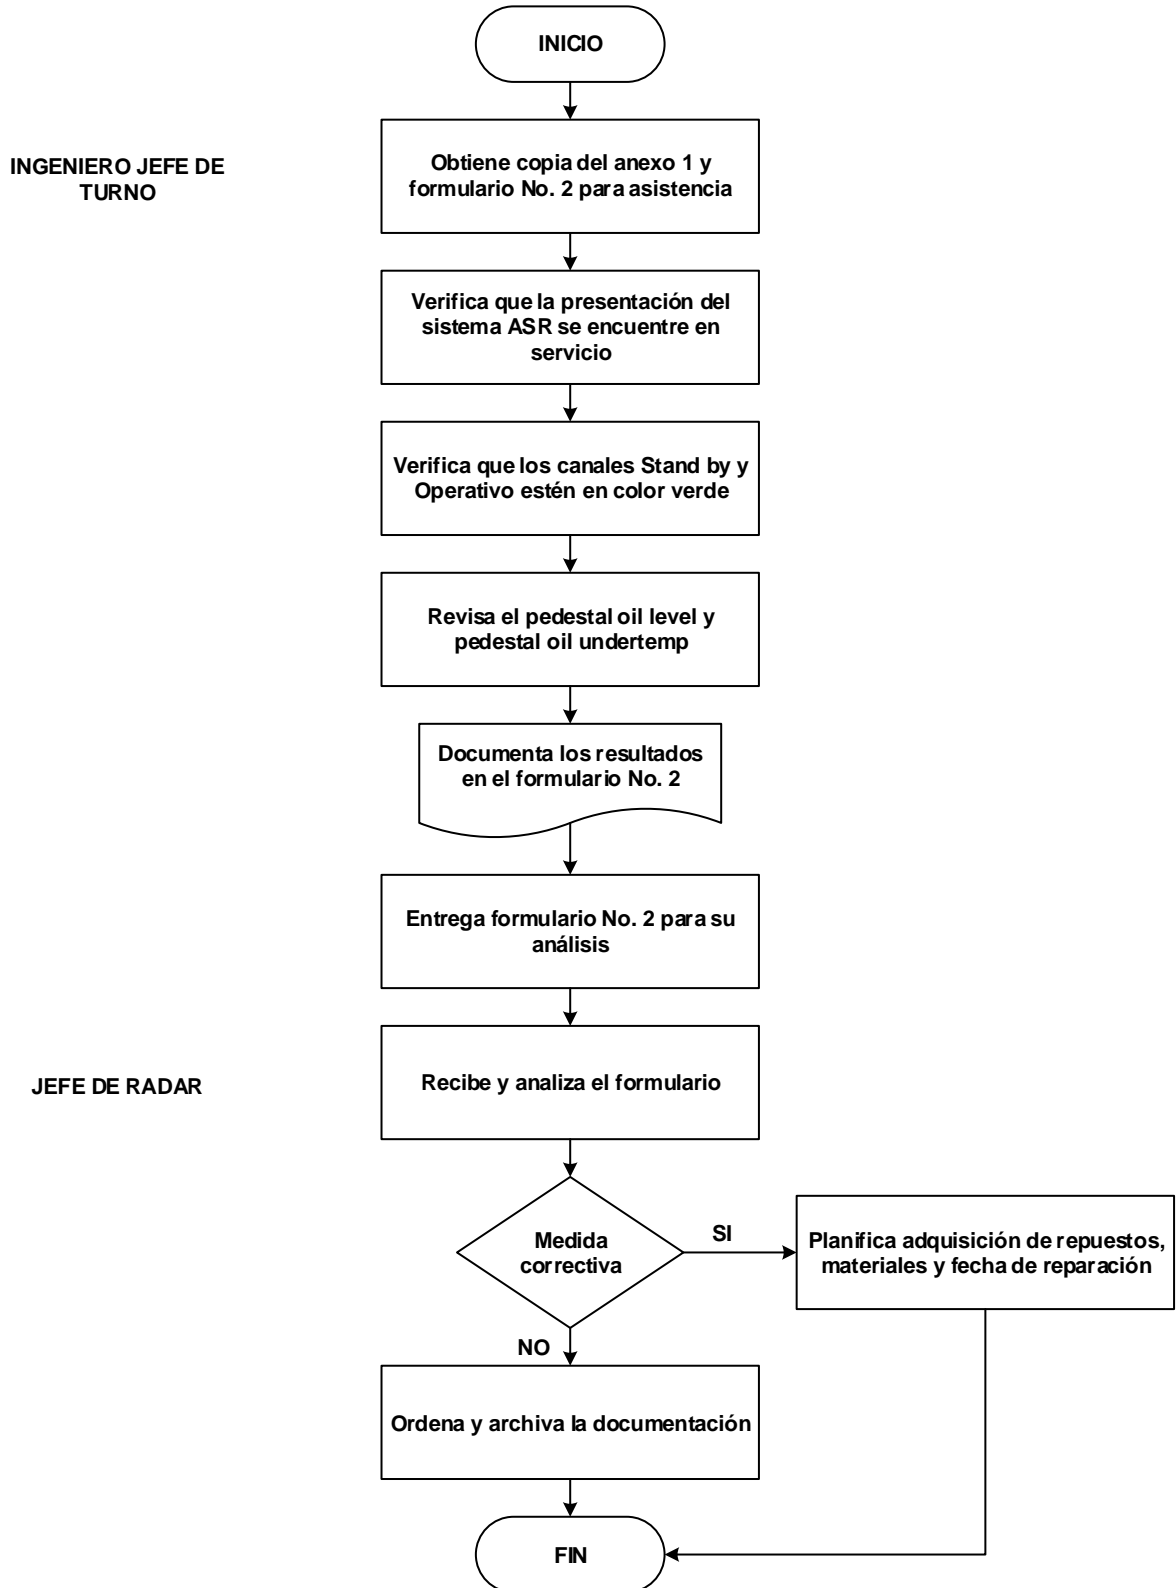 INICIO
INGENIERO JEFE DE
TURNO
Obtiene copia del anexo 1 y
formulario No. 2 para asistencia
Verifica que la presentación del
sistema ASR se encuentre en
servicio
Verifica que los canales Stand by y
Operativo estén en color verde
Revisa el pedestal oil level y
pedestal oil undertemp
Documenta los resultados
en el formulario No. 2
Entrega formulario No. 2 para su
análisis
JEFE DE RADAR
Recibe y analiza el formulario
Medida
correctiva
SI
Planifica adquisición de repuestos,
materiales y fecha de reparación
NO
Ordena y archiva la documentación
FIN